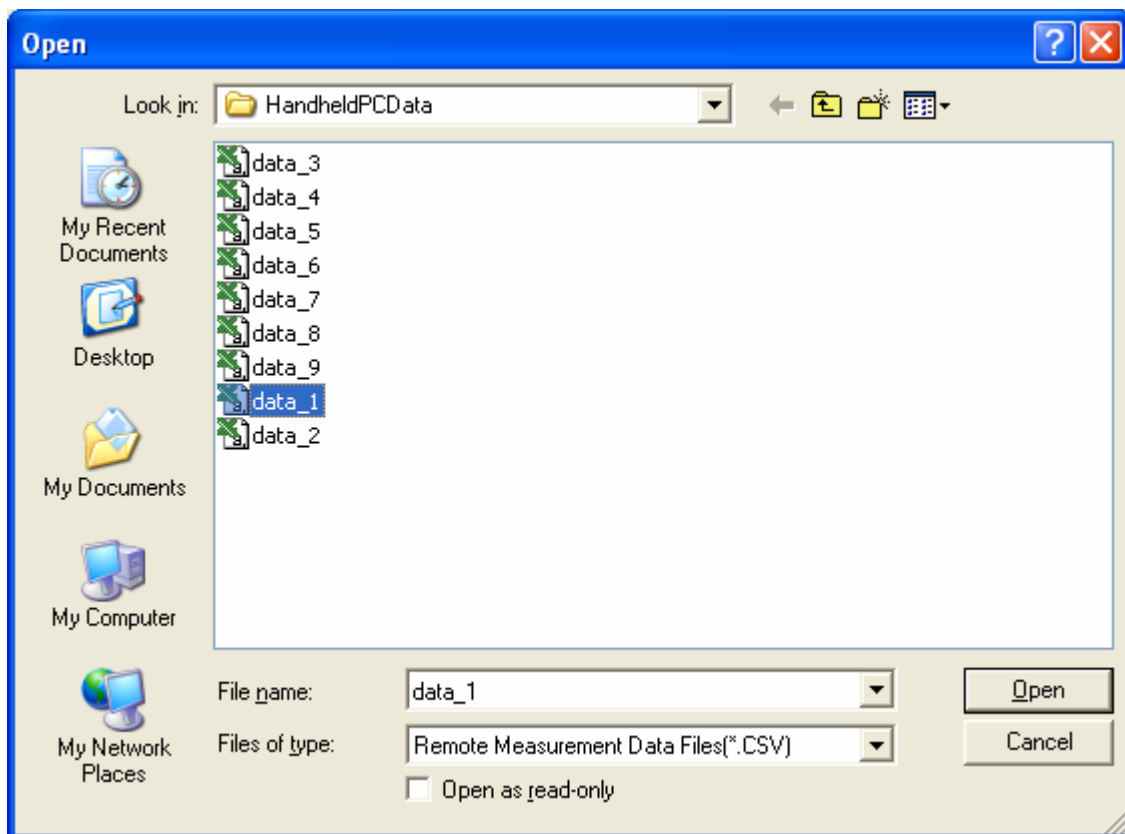 Open
Look in: HandheldPCData
My Recent
Documents
Desktop
My Documents
My Computer
My Network
Places
data_3
data_4
data_5
data_6
data_7
data_8
data_9
data_1
data_2
File name: data_1 Open
Files of type: Remote Measurement Data Files(*.CSV) Cancel
Open as read-only